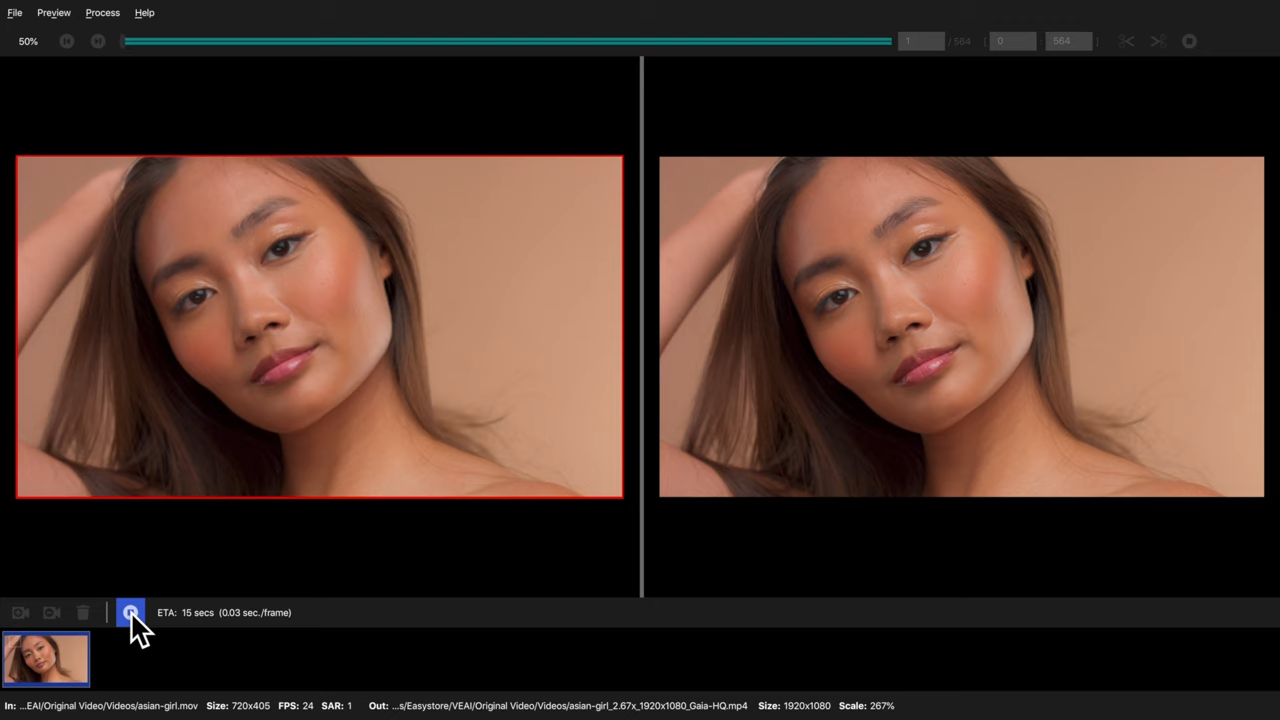 File Preview Process Help
50% 1 / 564 [ 0 : 564 ]
ETA: 15 secs (0.03 sec./frame)
In: ...EAI/Original Video/Videos/asian-girl.mov Size: 720x405 FPS: 24 SAR: 1 Out: ...s/Easystore/VEAI/Original Video/Videos/asian-girl_2.67x_1920x1080_Gaia-HQ.mp4 Size: 1920x1080 Scale: 267%